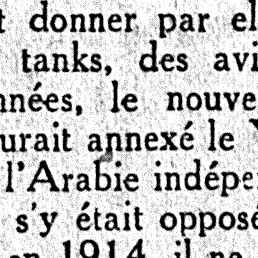 t donner par el
tanks, des avi
nnées, le nouve
urait annexé le Y
l'Arabie indépe
s'y était opposé
en 1914, il ne